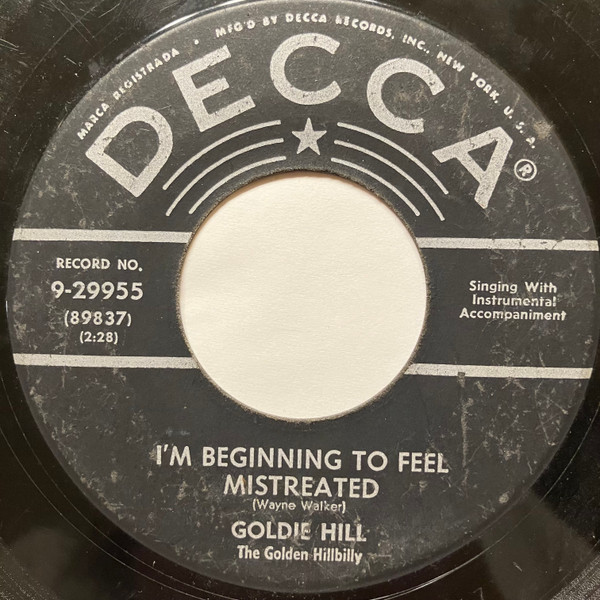 MARCA REGISTRADA • MFG'D BY DECCA RECORDS, INC., NEW YORK, U. S. A.
DECCA®
RECORD NO.
9-29955
(89837)
(2:28)
Singing With
Instrumental
Accompaniment
I'M BEGINNING TO FEEL
MISTREATED
(Wayne Walker)
GOLDIE HILL
The Golden Hillbilly